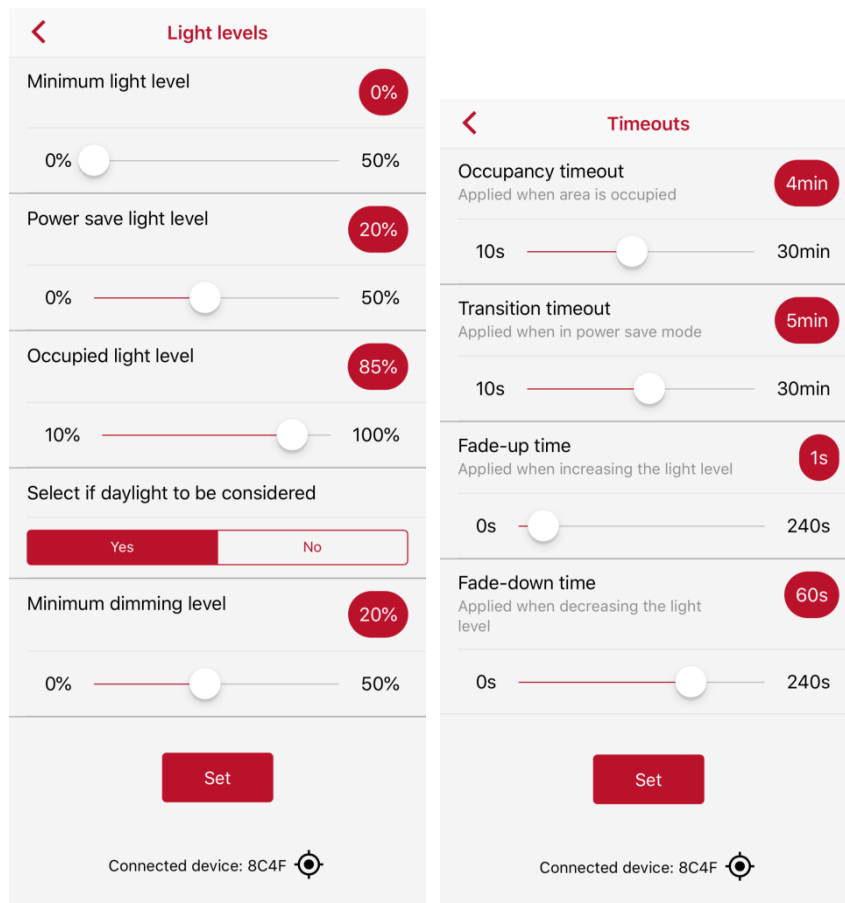 Light levels
Minimum light level
0%
0%
50%
Power save light level
20%
0%
50%
Occupied light level
85%
10%
100%
Select if daylight to be considered
Yes
No
Minimum dimming level
20%
0%
50%
Set
Connected device: 8C4F
Timeouts
Occupancy timeout
4min
Applied when area is occupied
10s
30min
Transition timeout
5min
Applied when in power save mode
10s
30min
Fade-up time
1s
Applied when increasing the light level
0s
240s
Fade-down time
60s
Applied when decreasing the light
level
0s
240s
Set
Connected device: 8C4F